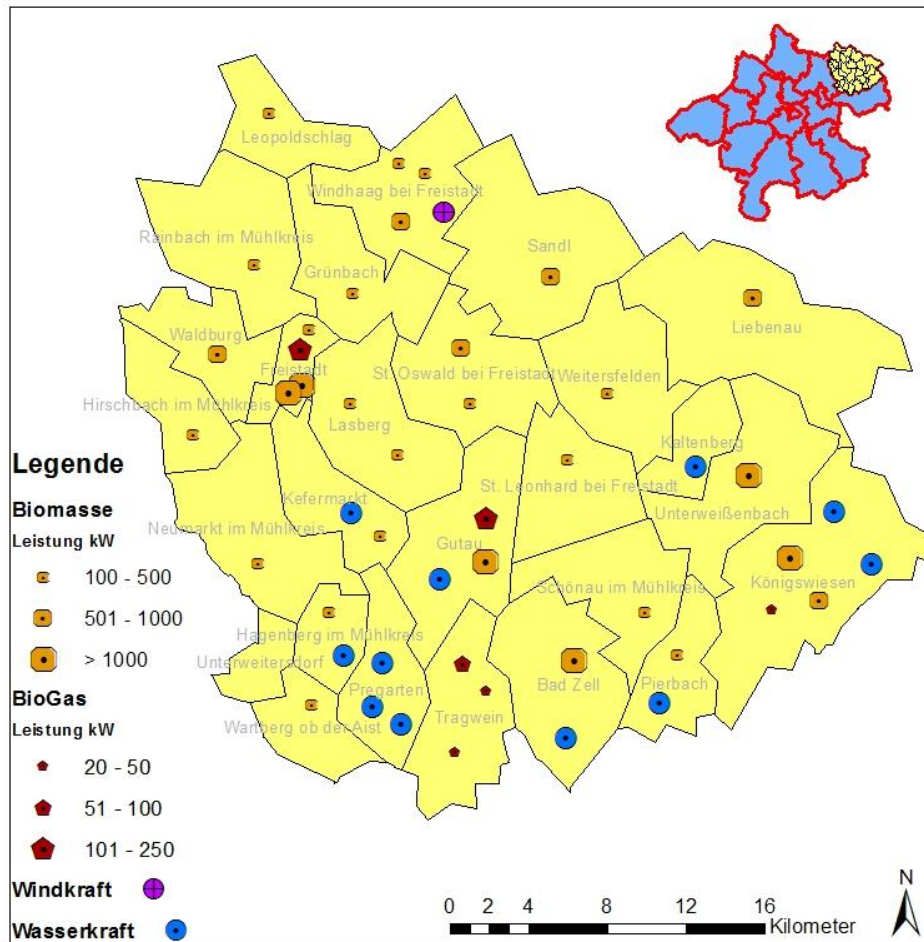 Leopoldschlag
Windhaag bei Freistadt
Rainbach im Mühlkreis
Sandl
Grünbach
Liebenau
Waldburg
Freistadt
St. Oswald bei Freistadt
Weitersfelden
Hirschbach im Mühlkreis
Lasberg
Kaltenberg
Legende
St. Leonhard bei Freistadt
Kefermarkt
Biomasse
Unterweißenbach
Neumarkt im Mühlkreis
Leistung kW
Gutau
100 - 500
Schönau im Mühlkreis
Königswiesen
501 - 1000
Hagenberg im Mühlkreis
> 1000
Unterweitersdorf
Bad Zell
Pierbach
Pregarten
BioGas
Tragwein
Wartberg ob der Aist
Leistung kW
20 - 50
51 - 100
101 - 250
Windkraft
N
0 2 4 8 12 16
Kilometer
Wasserkraft